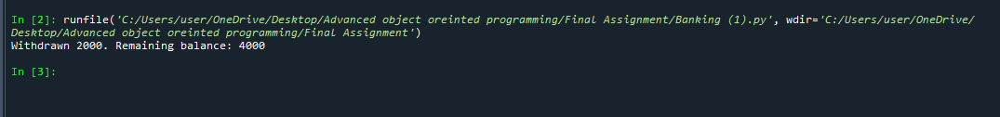 In [2]: runfile('C:/Users/user/OneDrive/Desktop/Advanced object oreinted programming/Final Assignment/Banking (1).py', wdir='C:/Users/user/OneDrive/
Desktop/Advanced object oreinted programming/Final Assignment')
Withdrawn 2000. Remaining balance: 4000
In [3]: